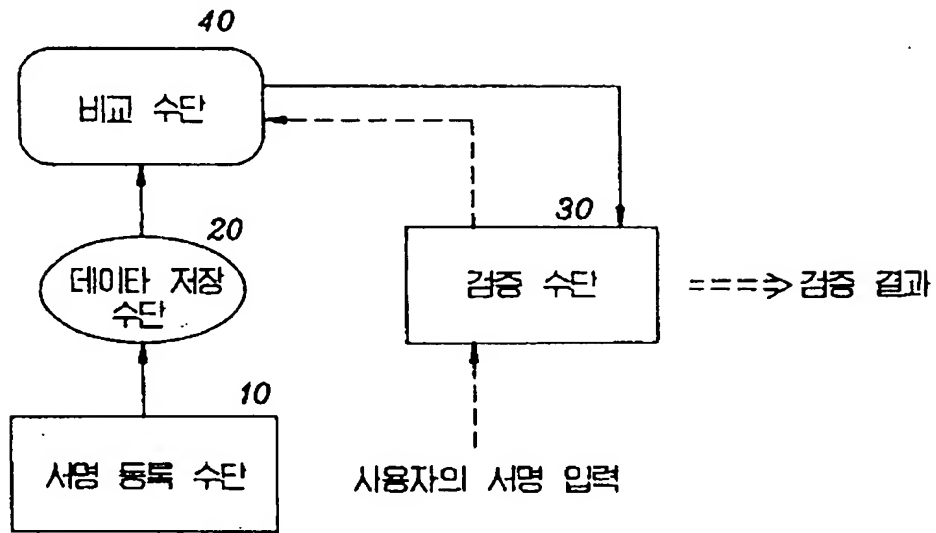 40
비교 수단
20
데이타 저장
수단
10
서명 등록 수단
30
검증 수단
검증 결과
사용자의 서명 입력